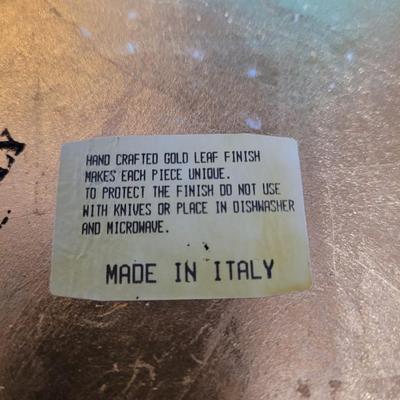 HAND CRAFTED GOLD LEAF FINISH
MAKES EACH PIECE UNIQUE.
TO PROTECT THE FINISH DO NOT USE
WITH KNIVES OR PLACE IN DISHWASHER
AND MICROWAVE.
MADE IN ITALY